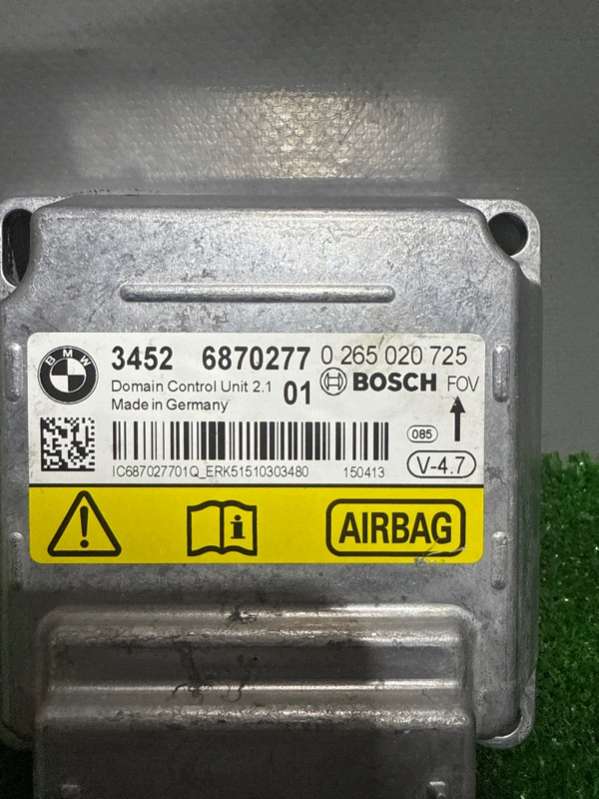 BMW
3452 6870277 0 265 020 725
Domain Control Unit 2.1 01 BOSCH FOV
Made in Germany
085
IC687027701Q_ERK51510303480 150413 V-4.7
AIRBAG